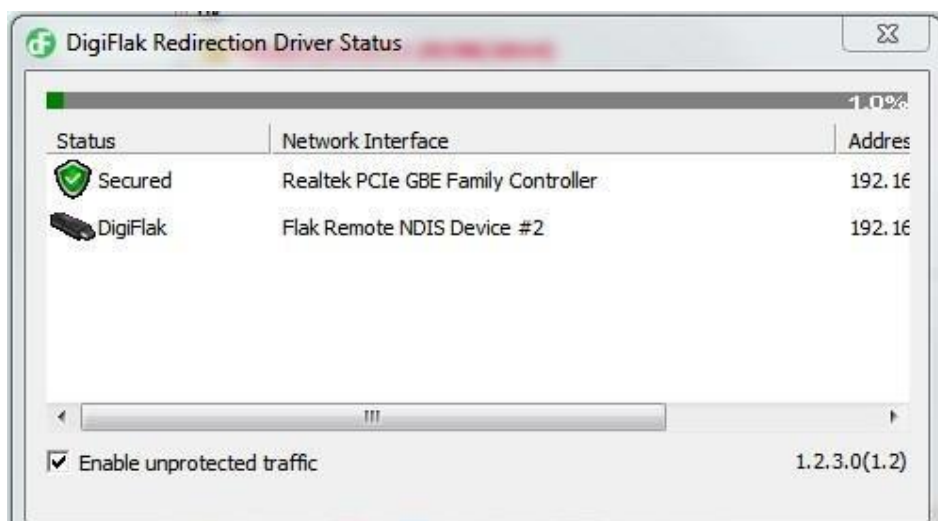 DigiFlak Redirection Driver Status
1.0%
Status Network Interface Addres
Secured Realtek PCIe GBE Family Controller 192.16
DigiFlak Flak Remote NDIS Device #2 192.16
Enable unprotected traffic 1.2.3.0(1.2)